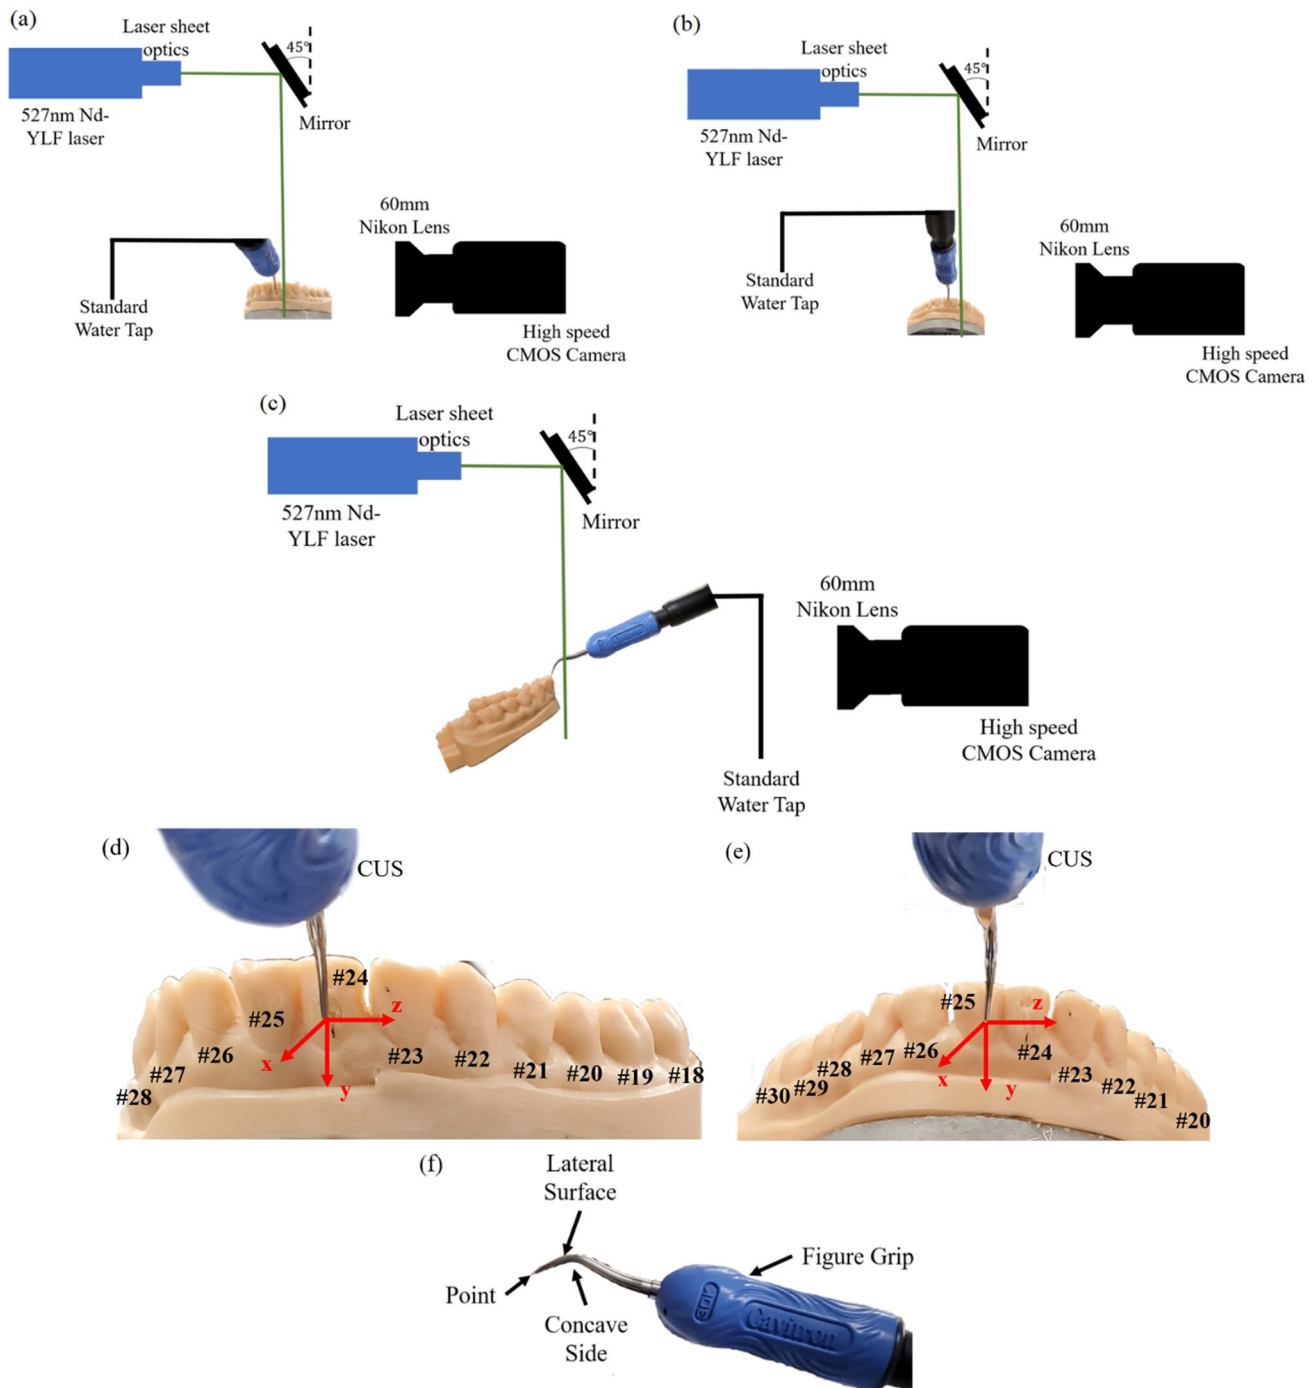 (a)
Laser sheet
optics
45°
527nm Nd-
YLF laser
Mirror
60mm
Nikon Lens
Standard
Water Tap
High speed
CMOS Camera
(b)
Laser sheet
optics
45°
527nm Nd-
YLF laser
Mirror
60mm
Nikon Lens
Standard
Water Tap
High speed
CMOS Camera
(c)
Laser sheet
optics
45°
527nm Nd-
YLF laser
Mirror
60mm
Nikon Lens
High speed
CMOS Camera
Standard
Water Tap
(d)
CUS
#24
#25
z
#26
x
#23
#22
#27
y
#21
#20
#19
#18
#28
(e)
CUS
#25
z
#26
#24
#27
x
#23
#28
y
#22
#29
#21
#30
#20
(f)
Lateral
Surface
Figure Grip
Point
Concave
Side
Cavitron